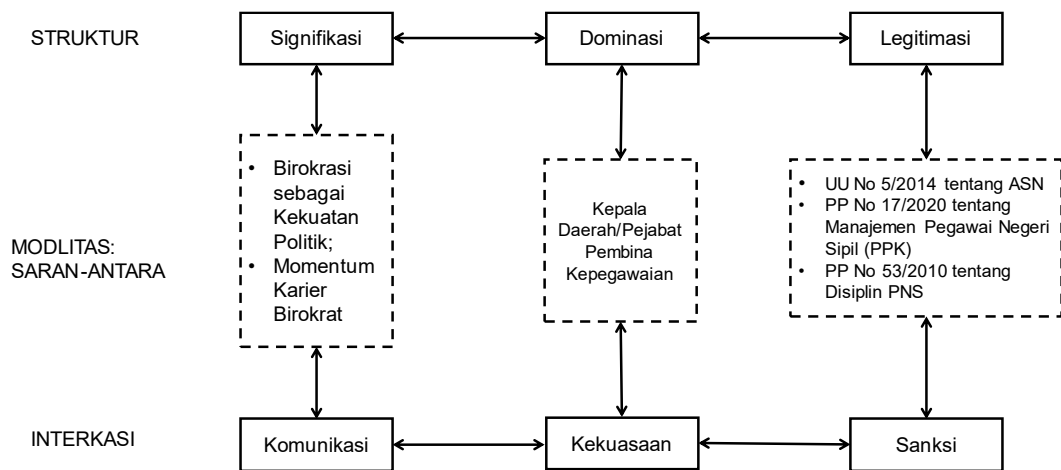 STRUKTUR
Signifikasi
Dominasi
Legitimasi
• Birokrasi
sebagai
Kekuatan
Politik;
• Momentum
Karier
Birokrat
Kepala
Daerah/Pejabat
Pembina
Kepegawaian
• UU No 5/2014 tentang ASN
• PP No 17/2020 tentang
Manajemen Pegawai Negeri
Sipil (PPK)
• PP No 53/2010 tentang
Disiplin PNS
MODLITAS:
SARAN-ANTARA
INTERKASI
Komunikasi
Kekuasaan
Sanksi